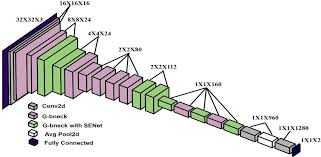 16X16X16
32X32X3
8X8X24
4X4X24
2X2X80
2X2X112
1X1X160
1X1X960
1X1X1280
1X1X2
Conv2d
G-bneck
G-bneck with SENet
Avg Pool2d
Fully Connected